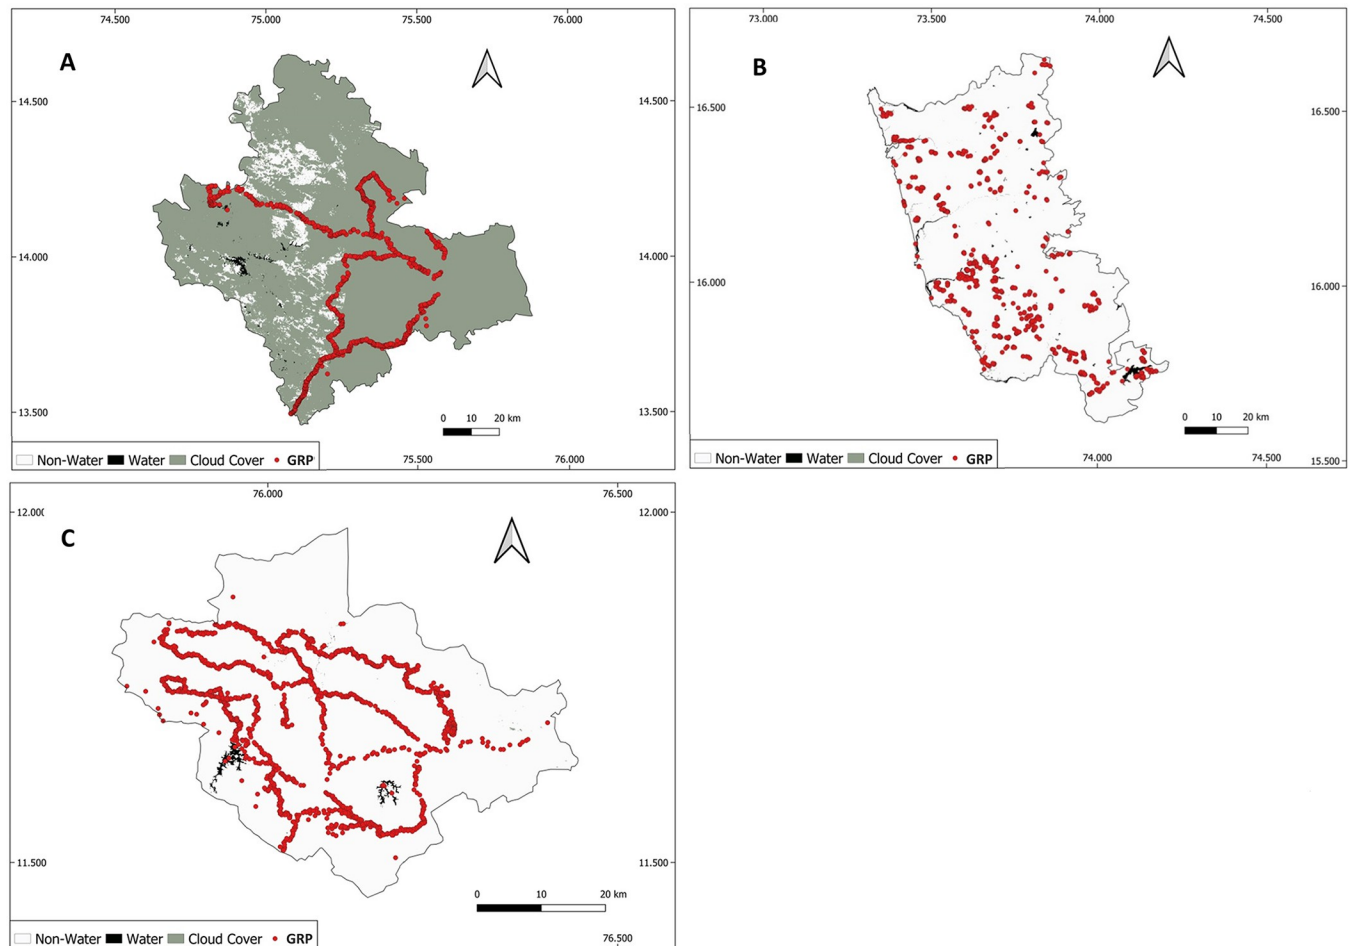 74.500 75.000 75.500 76.000
A
14.500 14.500
14.000 14.000
13.500 13.500
0 10 20 km
Non-Water Water Cloud Cover GRP
75.500 76.000
73.000 73.500 74.000 74.500
B
16.500 16.500
16.000 16.000
0 10 20 km
Non-Water Water Cloud Cover GRP
74.000 74.500 15.500
76.000 76.500
12.000 12.000
C
11.500 11.500
0 10 20 km
Non-Water Water Cloud Cover GRP
76.500